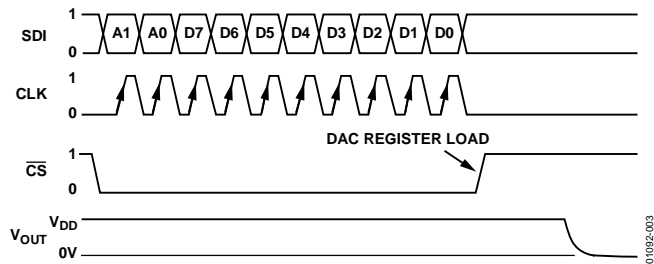 SDI
1
0
A1 A0 D7 D6 D5 D4 D3 D2 D1 D0
CLK
1
0
DAC REGISTER LOAD
CS
1
0
VOUT
VDD
0V
01092-003